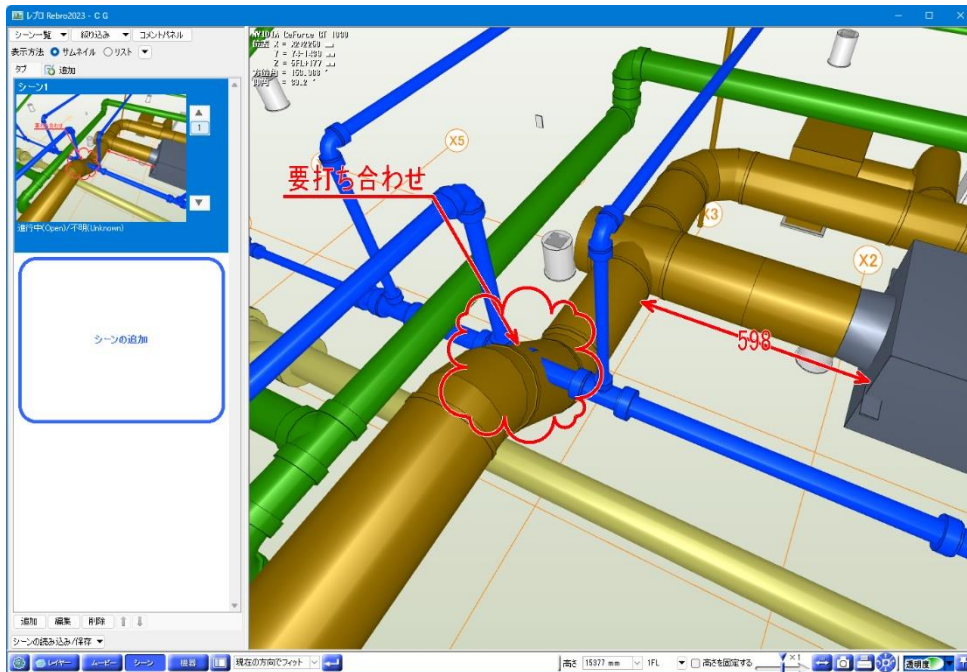 レブロ Rebro2023 - C G
シーン一覧 ▼ 絞り込み ▼ コメントパネル
表示方法 サムネイル リスト ▼
タブ 追加
シーン1
▲
1
▼
進行中(Open)/不明(Unknown)
シーンの追加
追加 編集 削除
シーンの読み込み/保存 ▼
NVIDIA GeForce GT 1030
仰角
要打ち合わせ
598
X5
X3
X2
レイヤー ムービー シーン 機器 現在の方向でフィット
高さ 15377 mm 1FL 高さを固定する ×1 透明度